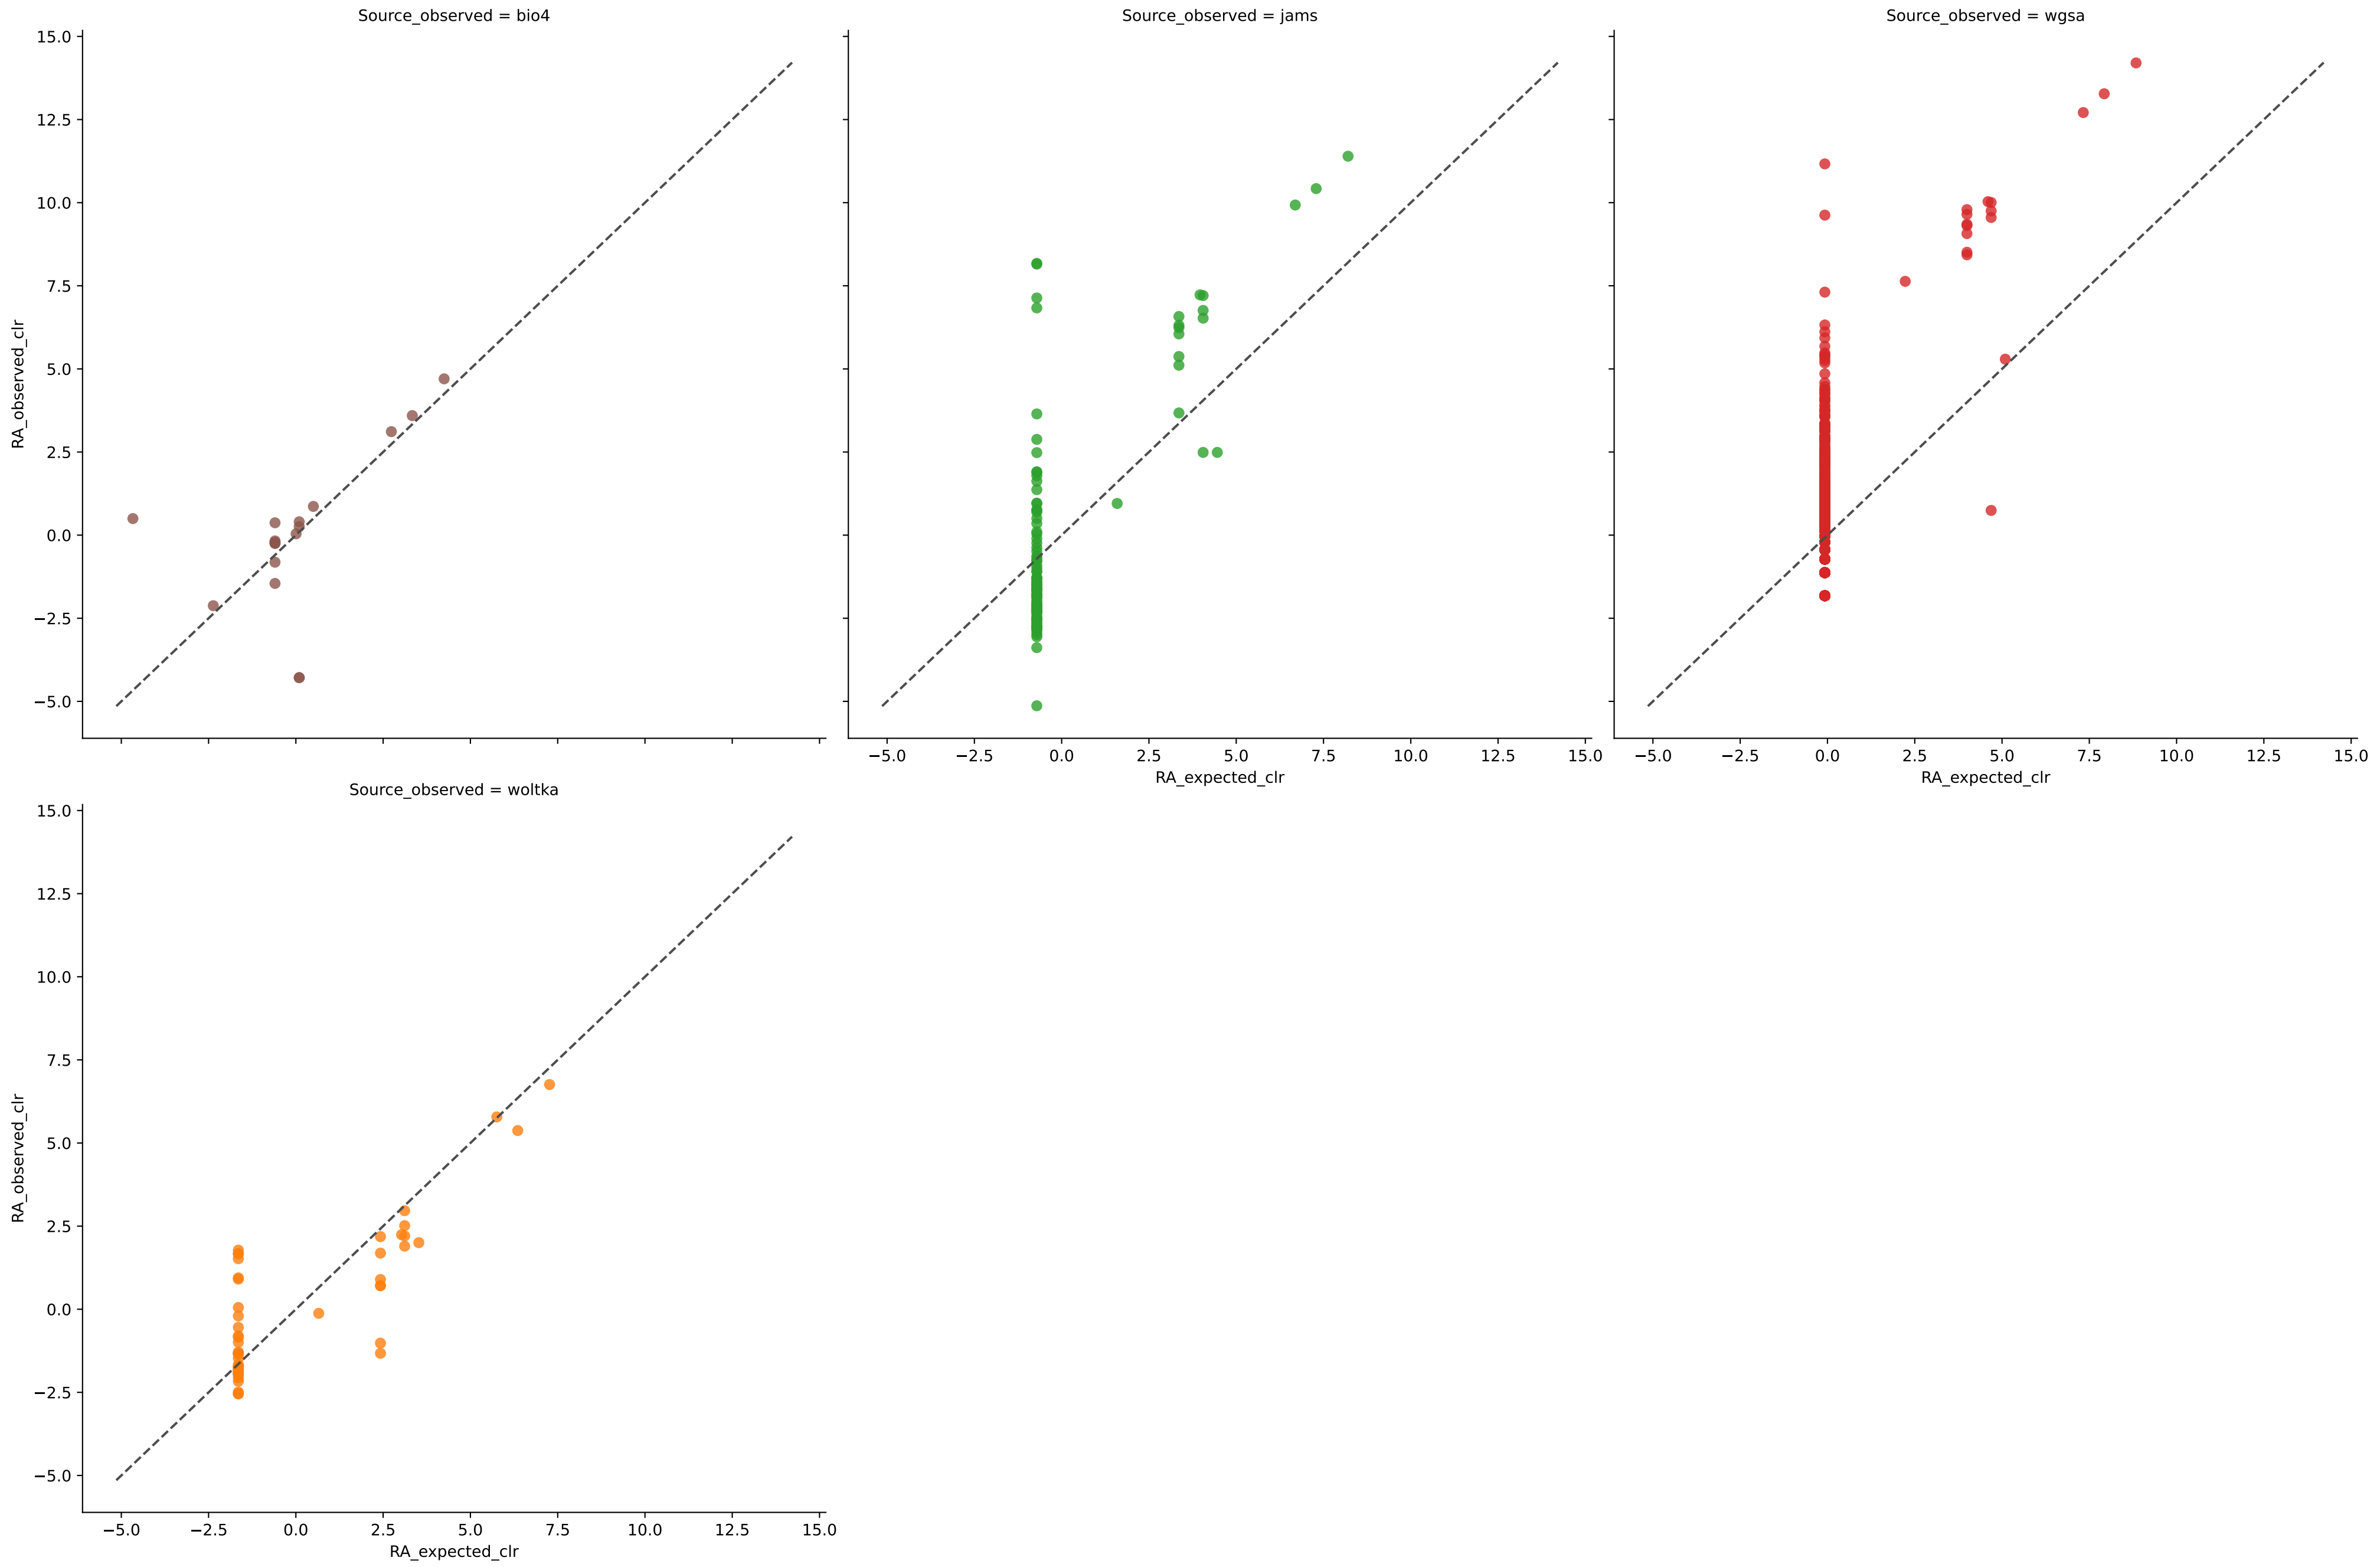 Source_observed = bio4
Source_observed = jams
Source_observed = wgsa
15.0
12.5
10.0
7.5
5.0
2.5
0.0
−2.5
−5.0
RA_observed_clr
−5.0 −2.5 0.0 2.5 5.0 7.5 10.0 12.5 15.0
RA_expected_clr
−5.0 −2.5 0.0 2.5 5.0 7.5 10.0 12.5 15.0
RA_expected_clr
Source_observed = woltka
15.0
12.5
10.0
7.5
5.0
2.5
0.0
−2.5
−5.0
RA_observed_clr
−5.0 −2.5 0.0 2.5 5.0 7.5 10.0 12.5 15.0
RA_expected_clr